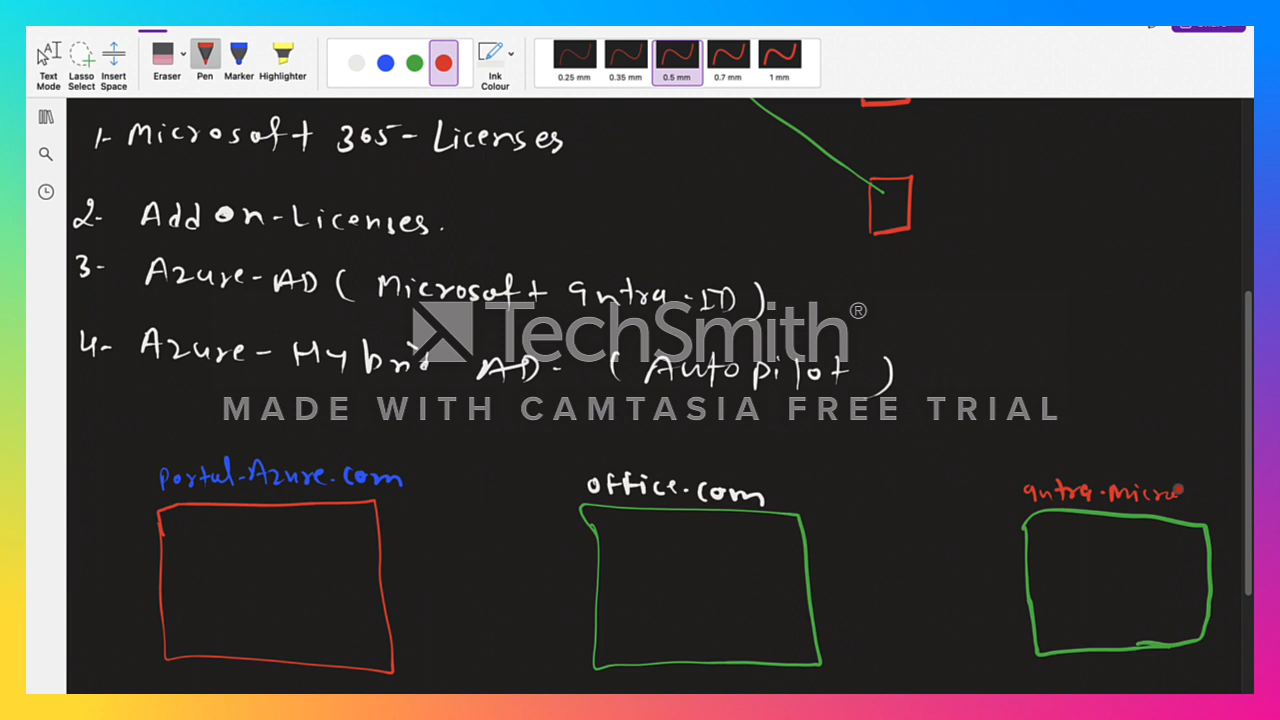 Text Mode
Lasso Select
Insert Space
Eraser
Pen
Marker
Highlighter
Ink Colour
0.25 mm
0.35 mm
0.5 mm
0.7 mm
1 mm
1- Microsoft 365- Licenses
2- Add on-Licenses.
3- Azure-AD ( Microsoft qntra-ID)
4- Azure- Hybrid AD- ( Autopilot )
TechSmith®
MADE WITH CAMTASIA FREE TRIAL
portal-Azure.com
office.com
qntra.micro